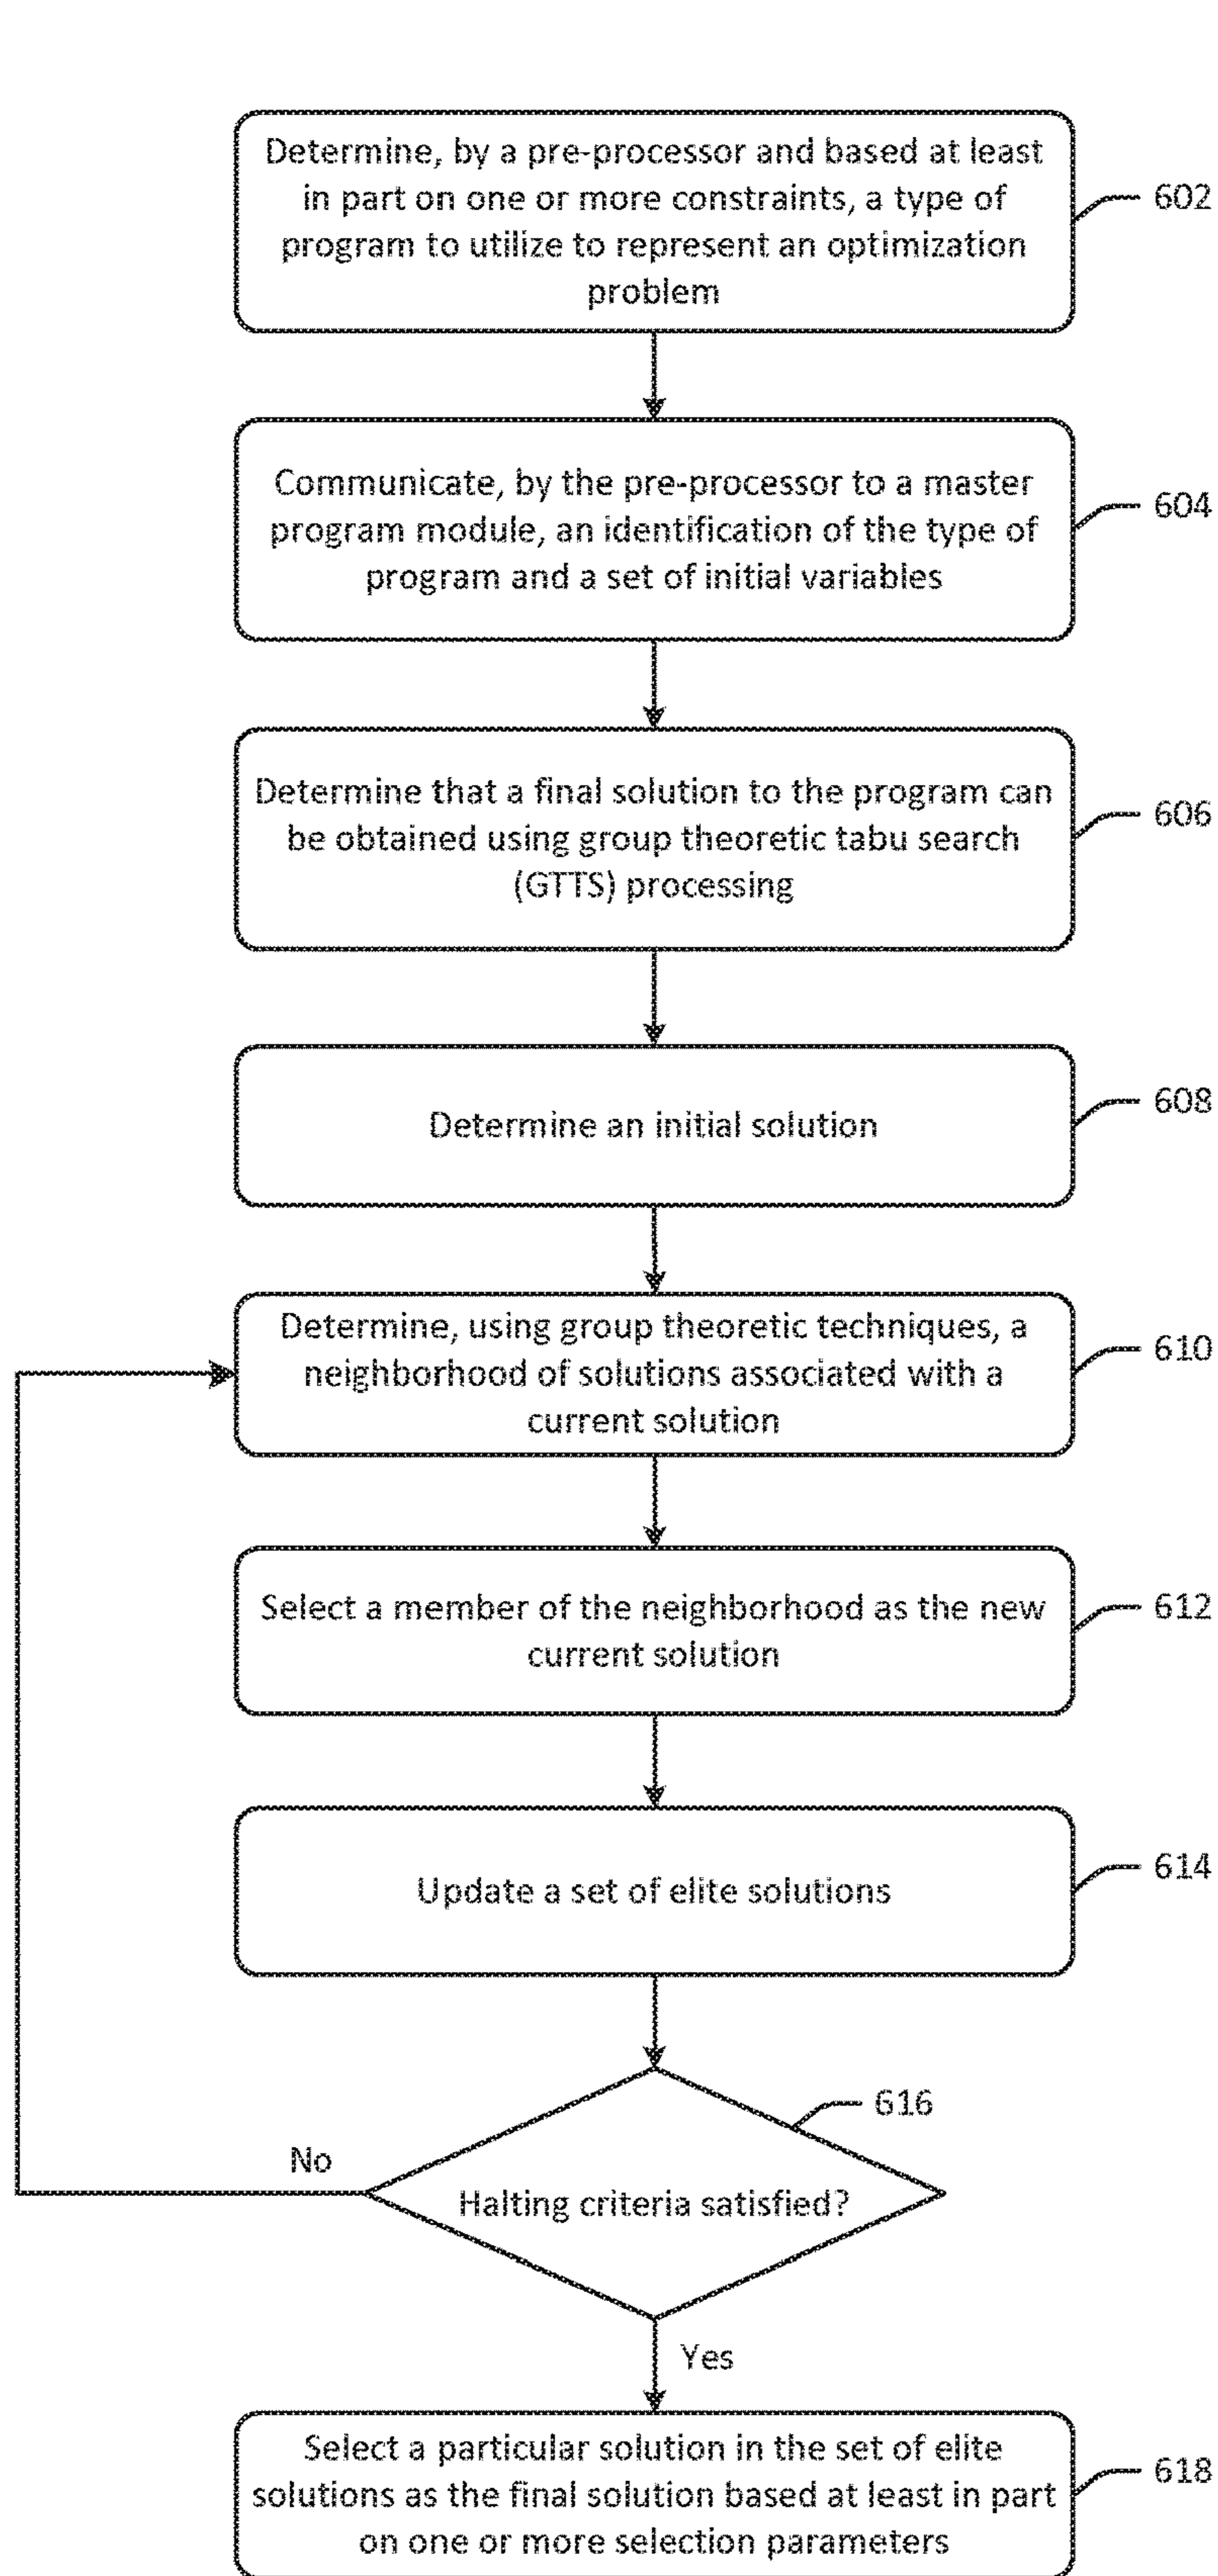 Determine, by a pre-processor and based at least
in part on one or more constraints, a type of
program to utilize to represent an optimization
problem
602
Communicate, by the pre-processor to a master
program module, an identification of the type of
program and a set of initial variables
604
Determine that a final solution to the program can
be obtained using group theoretic tabu search
(GTTS) processing
606
Determine an initial solution
608
Determine, using group theoretic techniques, a
neighborhood of solutions associated with a
current solution
610
Select a member of the neighborhood as the new
current solution
612
Update a set of elite solutions
614
616
No
Halting criteria satisfied?
Yes
Select a particular solution in the set of elite
solutions as the final solution based at least in part
on one or more selection parameters
618